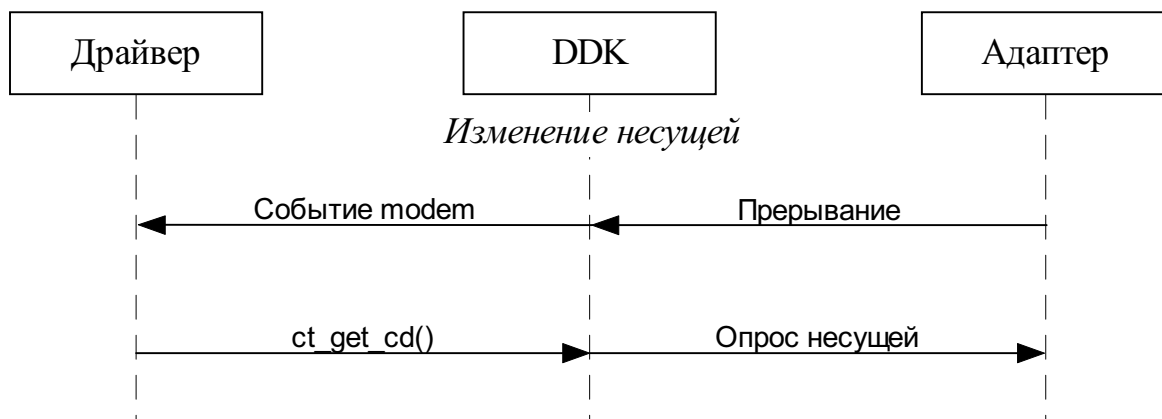 Драйвер
DDK
Адаптер
Изменение несущей
Событие modem
Прерывание
ct_get_cd()
Опрос несущей